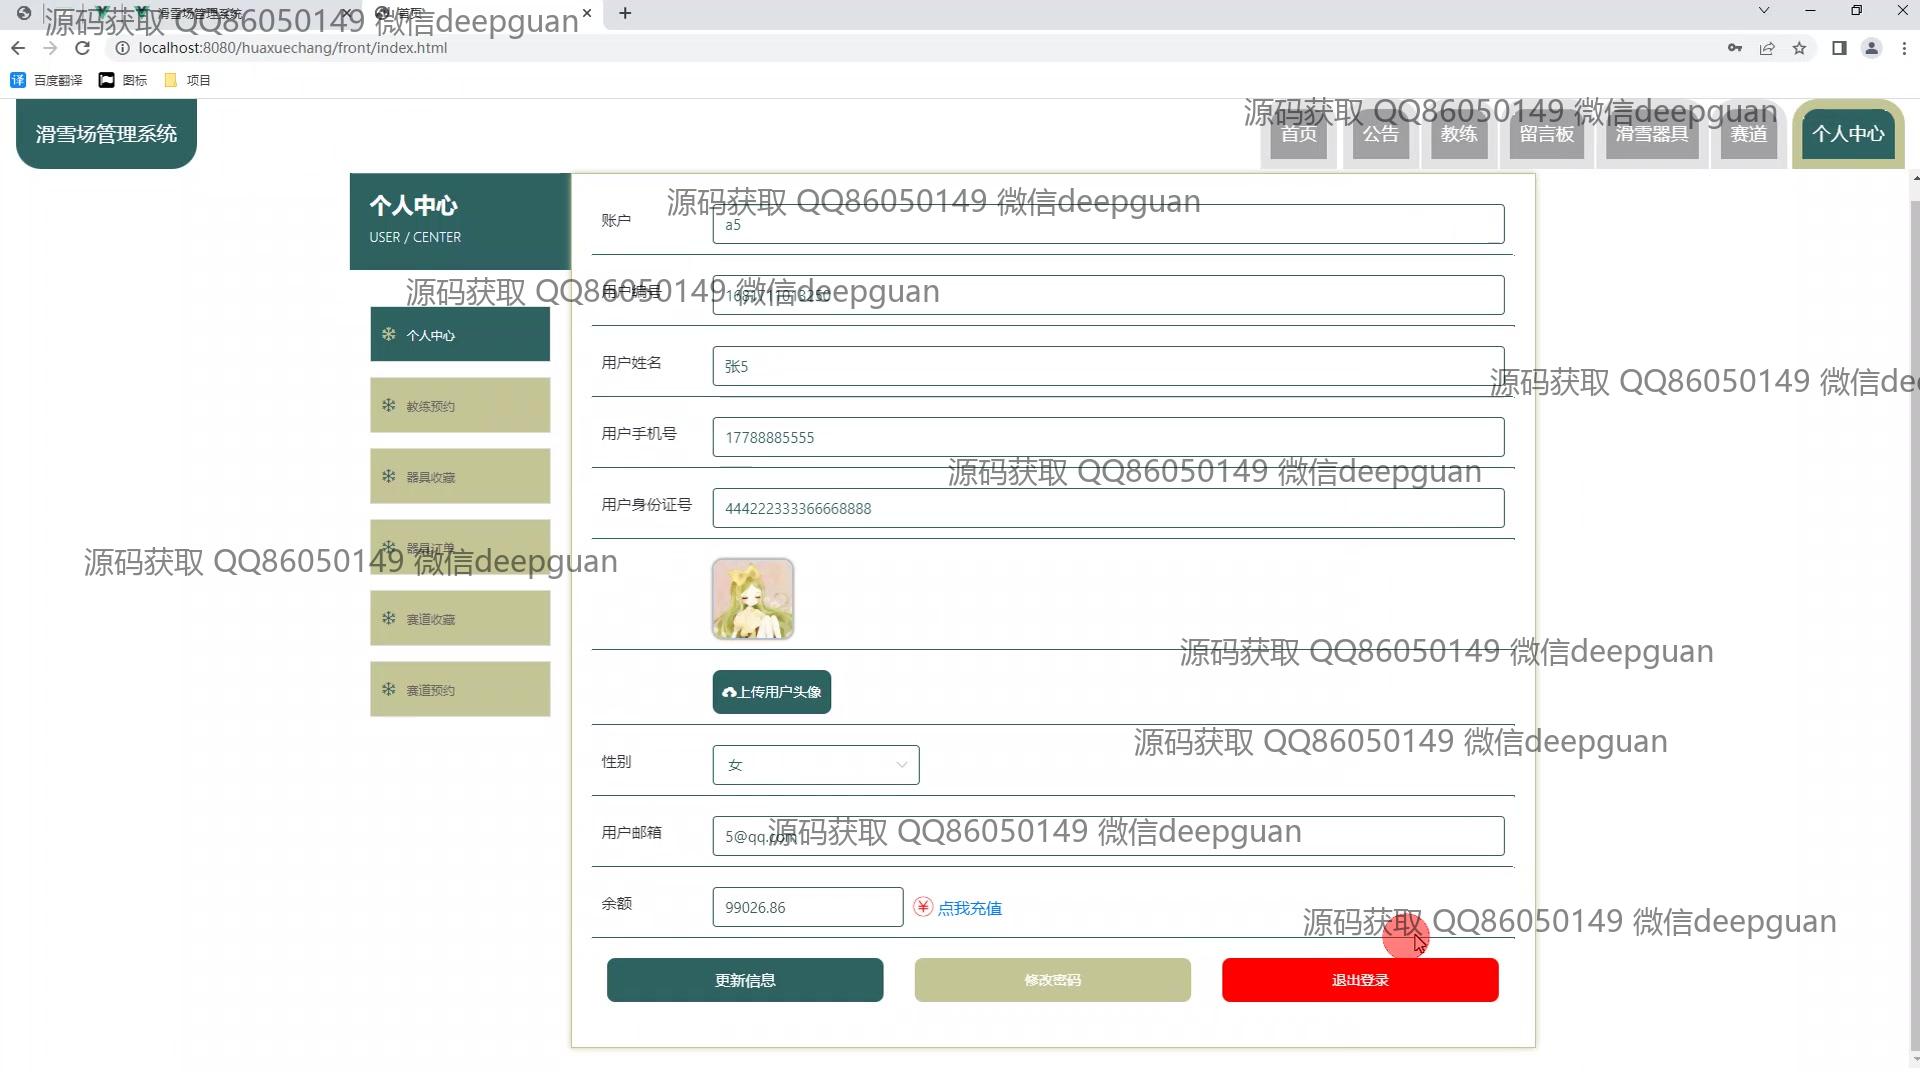 滑雪场管理系统
首页
源码获取 QQ86050149 微信deepguan
localhost:8080/huaxuechang/front/index.html
百度翻译
图标
项目
滑雪场管理系统
源码获取 QQ86050149 微信deepguan
首页
公告
教练
留言板
滑雪器具
赛道
个人中心
个人中心
USER / CENTER
源码获取 QQ86050149 微信deepguan
账户
a5
源码获取 QQ86050149 微信deepguan
用户编号
个人中心
用户姓名
张5
源码获取 QQ86050149 微信de
教练预约
用户手机号
17788885555
器具收藏
源码获取 QQ86050149 微信deepguan
用户身份证号
444222333366668888
器具订单
源码获取 QQ86050149 微信deepguan
赛道收藏
源码获取 QQ86050149 微信deepguan
赛道预约
上传用户头像
源码获取 QQ86050149 微信deepguan
性别
女
用户邮箱
5@qq.com
源码获取 QQ86050149 微信deepguan
余额
99026.86
点我充值
源码获取 QQ86050149 微信deepguan
更新信息
修改密码
退出登录